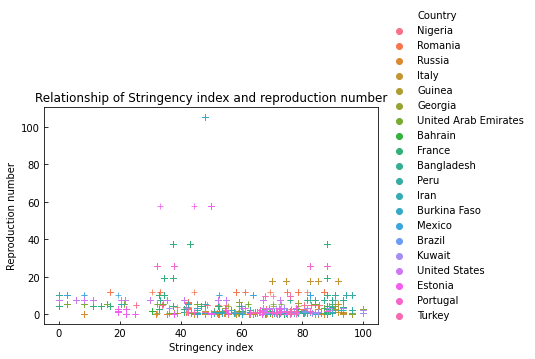 Relationship of Stringency index and reproduction number
Reproduction number
100
80
60
40
20
0
0 20 40 60 80 100
Stringency index
Country
Nigeria
Romania
Russia
Italy
Guinea
Georgia
United Arab Emirates
Bahrain
France
Bangladesh
Peru
Iran
Burkina Faso
Mexico
Brazil
Kuwait
United States
Estonia
Portugal
Turkey